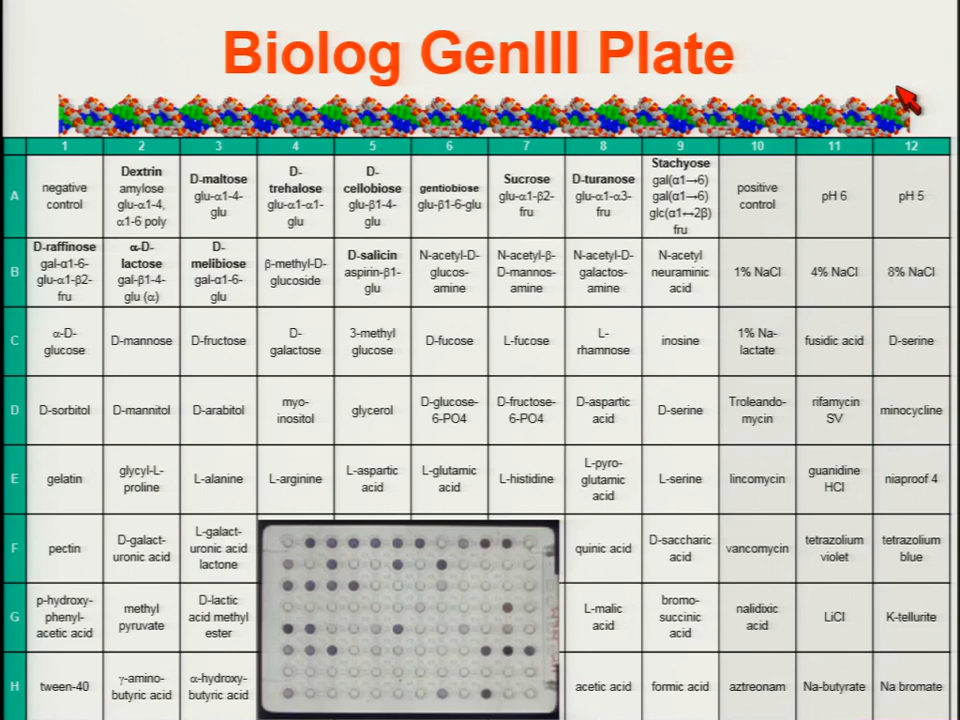 Biolog GenIII Plate
1 2 3 4 5 6 7 8 9 10 11 12
A
negative
control
Dextrin
amylose
glu-α1-4,
α1-6 poly
D-maltose
glu-α1-4-
glu
D-
trehalose
glu-α1-α1-
glu
D-
cellobiose
glu-β1-4-
glu
gentiobiose
glu-β1-6-glu
Sucrose
glu-α1-β2-
fru
D-turanose
glu-α1-α3-
fru
Stachyose
gal(α1→6)
gal(α1→6)
glc(α1↔2β)
fru
positive
control
pH 6
pH 5
B
D-raffinose
gal-α1-6-
glu-α1-β2-
fru
α-D-
lactose
gal-β1-4-
glu (α)
D-
melibiose
gal-α1-6-
glu
β-methyl-D-
glucoside
D-salicin
aspirin-β1-
glu
N-acetyl-D-
glucos-
amine
N-acetyl-β-
D-mannos-
amine
N-acetyl-D-
galactos-
amine
N-acetyl
neuraminic
acid
1% NaCl
4% NaCl
8% NaCl
C
α-D-
glucose
D-mannose
D-fructose
D-
galactose
3-methyl
glucose
D-fucose
L-fucose
L-
rhamnose
inosine
1% Na-
lactate
fusidic acid
D-serine
D
D-sorbitol
D-mannitol
D-arabitol
myo-
inositol
glycerol
D-glucose-
6-PO4
D-fructose-
6-PO4
D-aspartic
acid
D-serine
Troleando-
mycin
rifamycin
SV
minocycline
E
gelatin
glycyl-L-
proline
L-alanine
L-arginine
L-aspartic
acid
L-glutamic
acid
L-histidine
L-pyro-
glutamic
acid
L-serine
lincomycin
guanidine
HCl
niaproof 4
F
pectin
D-galact-
uronic acid
L-galact-
uronic acid
lactone
quinic acid
D-saccharic
acid
vancomycin
tetrazolium
violet
tetrazolium
blue
G
p-hydroxy-
phenyl-
acetic acid
methyl
pyruvate
D-lactic
acid methyl
ester
L-malic
acid
bromo-
succinic
acid
nalidixic
acid
LiCl
K-tellurite
H
tween-40
γ-amino-
butyric acid
α-hydroxy-
butyric acid
acetic acid
formic acid
aztreonam
Na-butyrate
Na bromate